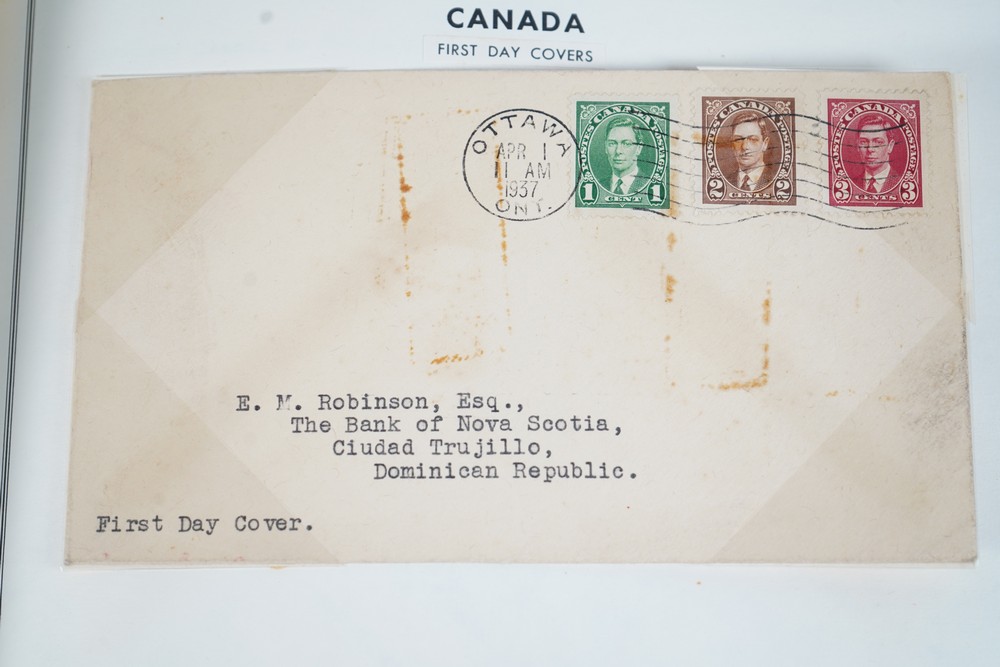 CANADA
FIRST DAY COVERS
OTTAWA
APR 1
11 AM
1937
ONT.
POSTES CANADA POSTAGE
1 CENT 1
POSTES CANADA POSTAGE
2 CENTS 2
POSTES CANADA POSTAGE
3 CENTS 3
E. M. Robinson, Esq.,
The Bank of Nova Scotia,
Ciudad Trujillo,
Dominican Republic.
First Day Cover.